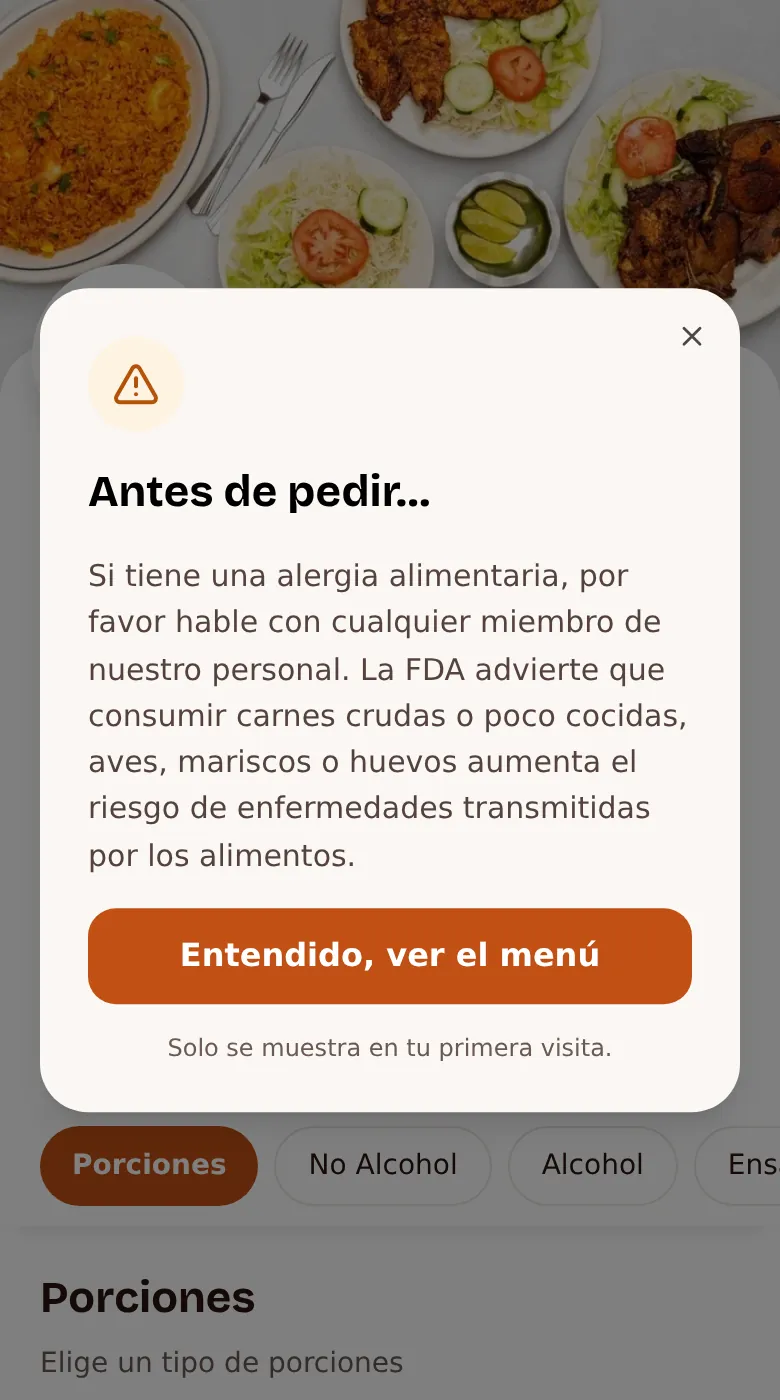 Antes de pedir...
Si tiene una alergia alimentaria, por
favor hable con cualquier miembro de
nuestro personal. La FDA advierte que
consumir carnes crudas o poco cocidas,
aves, mariscos o huevos aumenta el
riesgo de enfermedades transmitidas
por los alimentos.
Entendido, ver el menú
Solo se muestra en tu primera visita.
Porciones No Alcohol Alcohol Ens
Porciones
Elige un tipo de porciones